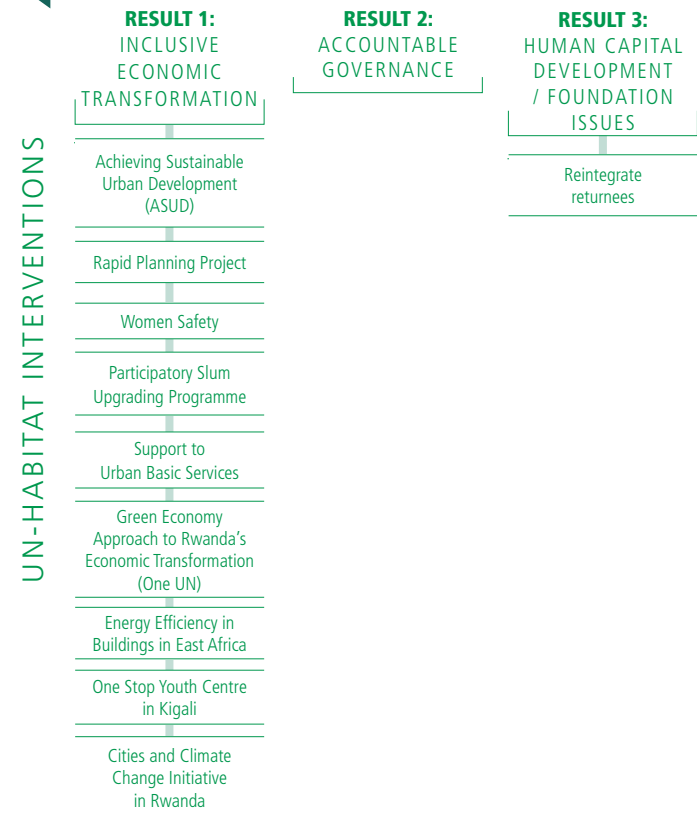 UN-HABITAT INTERVENTIONS
RESULT 1:
INCLUSIVE
ECONOMIC
TRANSFORMATION
Achieving Sustainable
Urban Development
(ASUD)
Rapid Planning Project
Women Safety
Participatory Slum
Upgrading Programme
Support to
Urban Basic Services
Green Economy
Approach to Rwanda’s
Economic Transformation
(One UN)
Energy Efficiency in
Buildings in East Africa
One Stop Youth Centre
in Kigali
Cities and Climate
Change Initiative
in Rwanda
RESULT 2:
ACCOUNTABLE
GOVERNANCE
RESULT 3:
HUMAN CAPITAL
DEVELOPMENT
/ FOUNDATION
ISSUES
Reintegrate
returnees